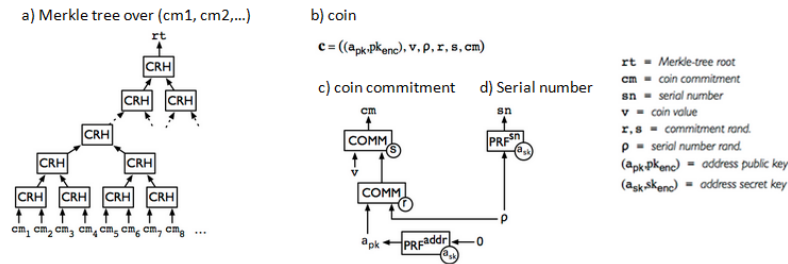 a) Merkle tree over (cm1, cm2,...)
rt
CRH
CRH CRH
CRH
CRH CRH
CRH CRH CRH CRH
cm1 cm2 cm3 cm4 cm5 cm6 cm7 cm8 ...
b) coin
c = ((apk,pkenc), v, ρ, r, s, cm)
c) coin commitment
cm
COMM s
v
COMM r
apk PRFaddr ask 0
d) Serial number
sn
PRFsn ask
ρ
rt = Merkle-tree root
cm = coin commitment
sn = serial number
v = coin value
r, s = commitment rand.
ρ = serial number rand.
(apk,pkenc) = address public key
(ask,skenc) = address secret key